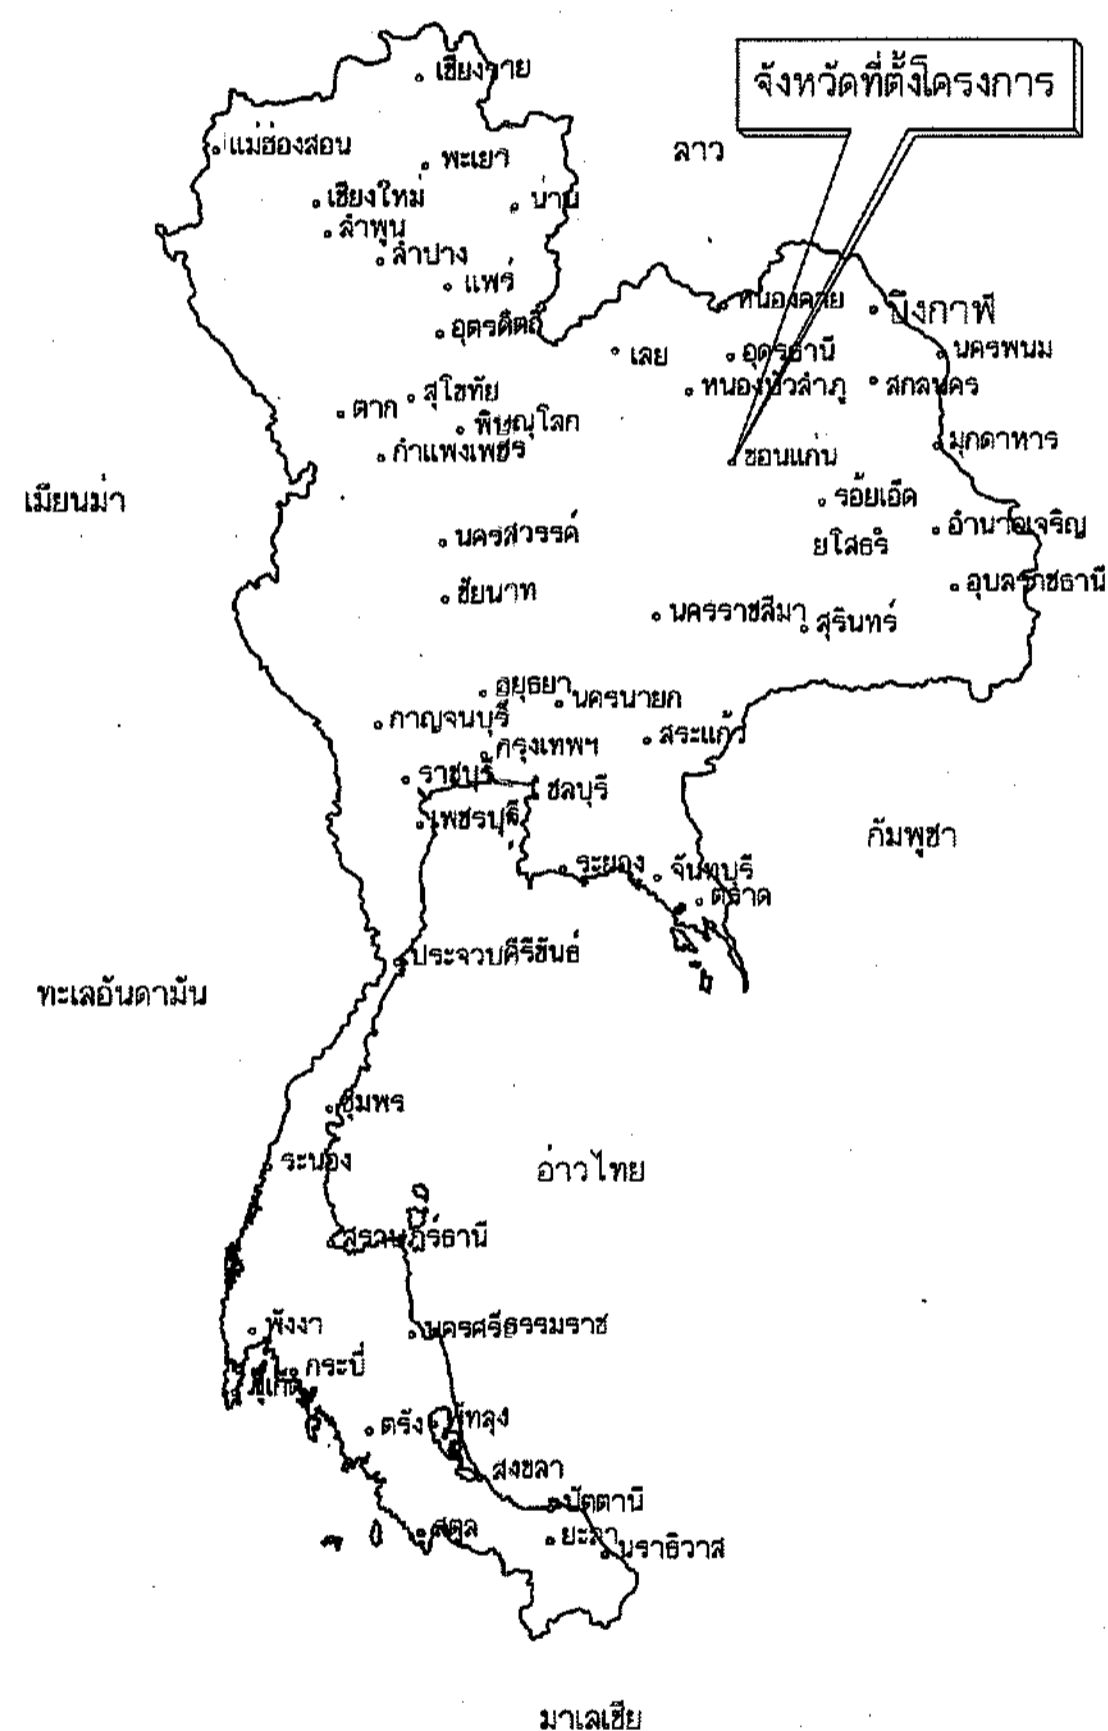 เชียงราย
จังหวัดที่ตั้งโครงการ
แม่ฮ่องสอน
พะเยา
ลาว
เชียงใหม่
น่าน
ลำพูน
ลำปาง
แพร่
หนองคาย
บึงกาฬ
อุตรดิตถ์
เลย
อุดรธานี
นครพนม
สุโขทัย
หนองบัวลำภู
สกลนคร
ตาก
พิษณุโลก
กำแพงเพชร
ขอนแก่น
มุกดาหาร
เมียนม่า
ร้อยเอ็ด
นครสวรรค์
ยโสธร
อำนาจเจริญ
ชัยนาท
อุบลราชธานี
นครราชสีมา
สุรินทร์
อยุธยา
นครนายก
กาญจนบุรี
สระแก้ว
กรุงเทพฯ
ราชบุรี
ชลบุรี
เพชรบุรี
กัมพูชา
ระยอง
จันทบุรี
ตราด
ประจวบคีรีขันธ์
ทะเลอันดามัน
ชุมพร
ระนอง
อ่าวไทย
สุราษฎร์ธานี
พังงา
นครศรีธรรมราช
กระบี่
ภูเก็ต
ตรัง
พัทลุง
สงขลา
ปัตตานี
สตูล
ยะลา
นราธิวาส
มาเลเซีย